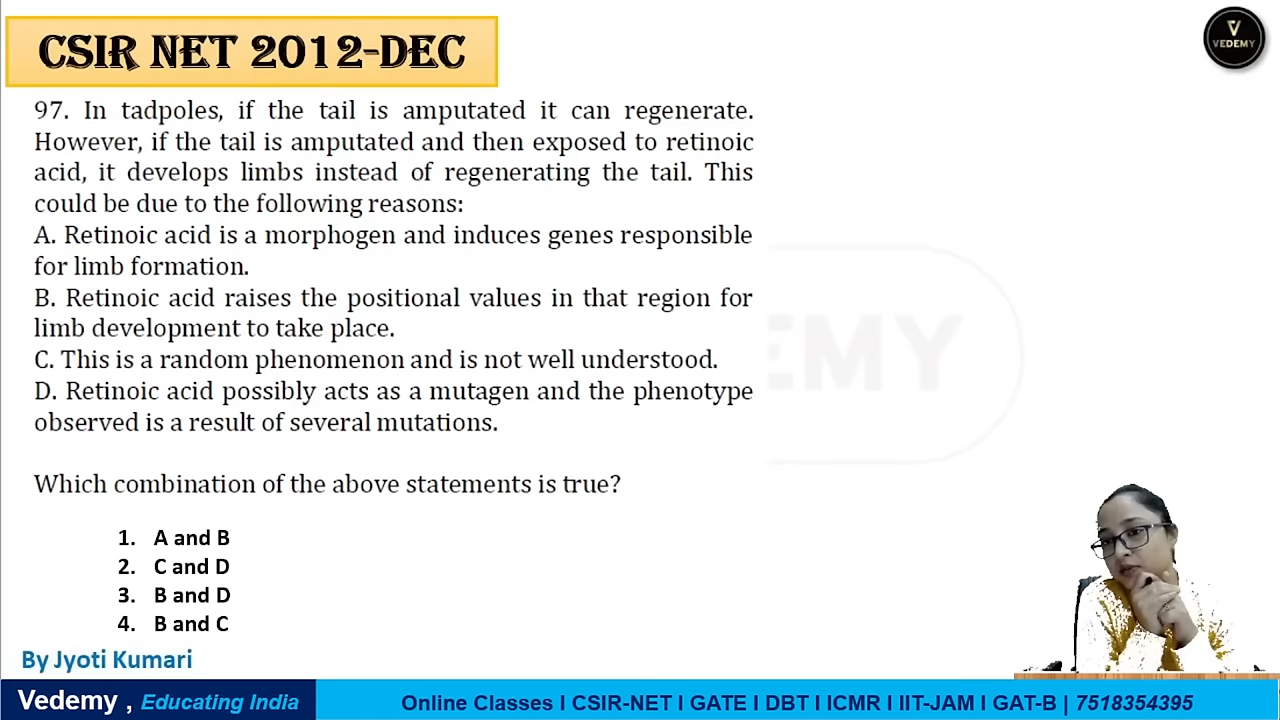 CSIR NET 2012-DEC
V
VEDEMY
97. In tadpoles, if the tail is amputated it can regenerate.
However, if the tail is amputated and then exposed to retinoic
acid, it develops limbs instead of regenerating the tail. This
could be due to the following reasons:
A. Retinoic acid is a morphogen and induces genes responsible
for limb formation.
B. Retinoic acid raises the positional values in that region for
limb development to take place.
C. This is a random phenomenon and is not well understood.
D. Retinoic acid possibly acts as a mutagen and the phenotype
observed is a result of several mutations.
EMY
Which combination of the above statements is true?
1. A and B
2. C and D
3. B and D
4. B and C
By Jyoti Kumari
Vedemy , Educating India
Online Classes I CSIR-NET I GATE I DBT I ICMR I IIT-JAM I GAT-B | 7518354395